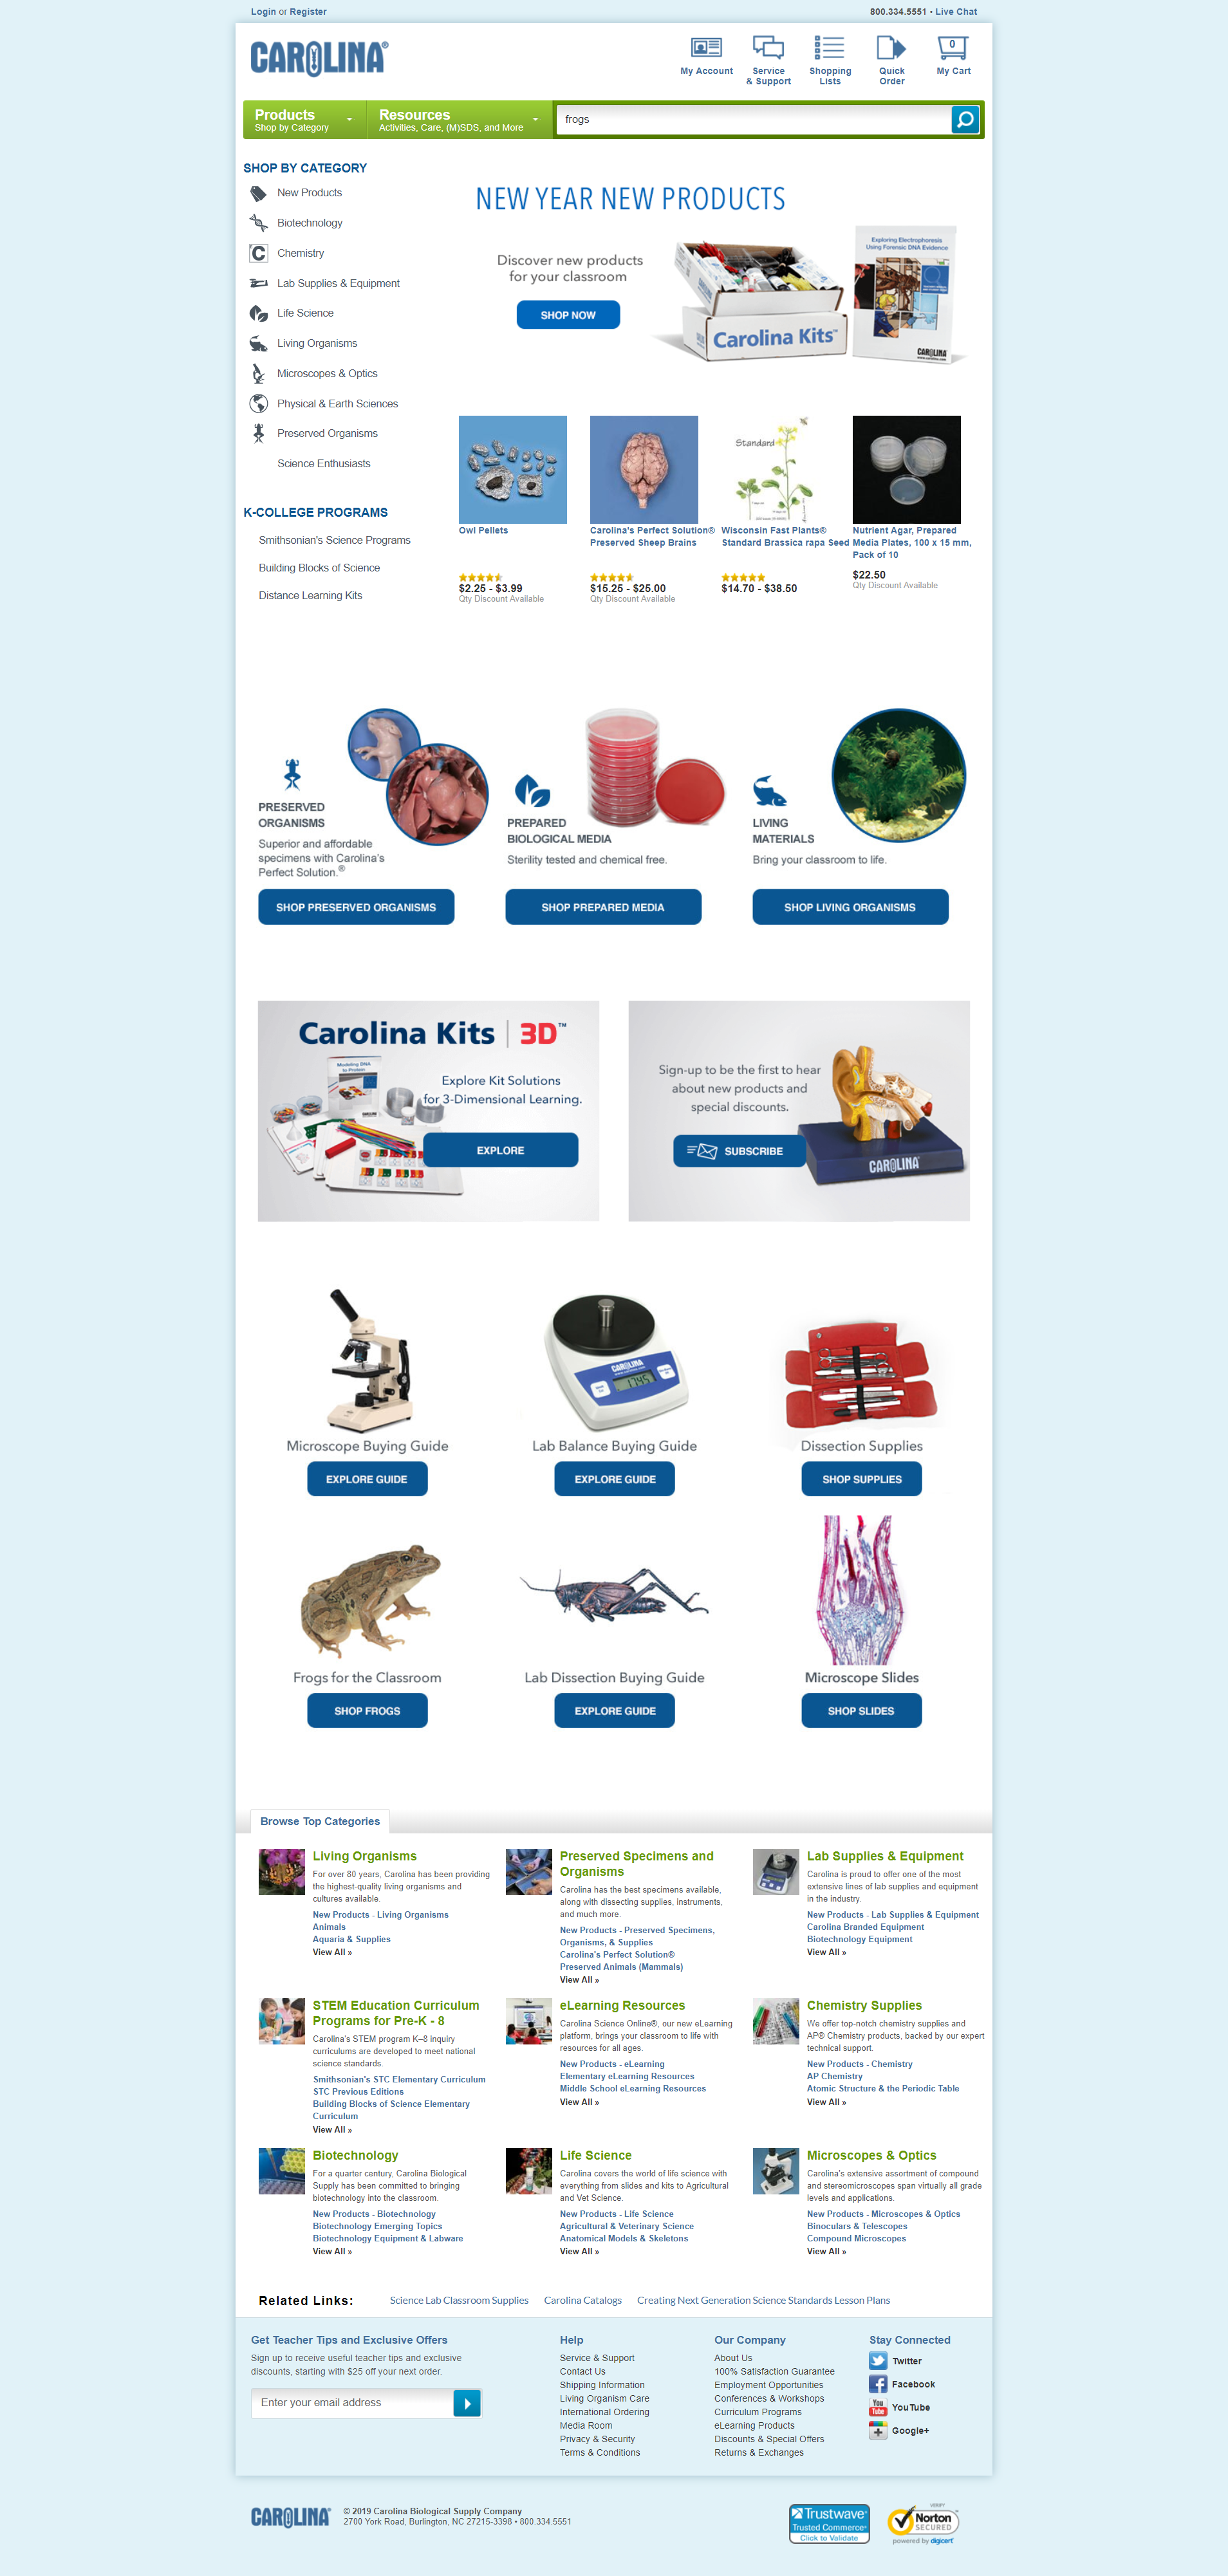 Login or Register
800.334.5551 • Live Chat
CAROLINA®
My Account
Service
& Support
Shopping
Lists
Quick
Order
0
My Cart
Products
Shop by Category
Resources
Activities, Care, (M)SDS, and More
frogs
SHOP BY CATEGORY
New Products
Biotechnology
C
Chemistry
Lab Supplies & Equipment
Life Science
Living Organisms
Microscopes & Optics
Physical & Earth Sciences
Preserved Organisms
Science Enthusiasts
K-COLLEGE PROGRAMS
Smithsonian's Science Programs
Building Blocks of Science
Distance Learning Kits
NEW YEAR NEW PRODUCTS
Discover new products
for your classroom
SHOP NOW
Carolina Kits™
Exploring Electrophoresis
Using Forensic DNA Evidence
CAROLINA
www.carolina.com
Standard
Owl Pellets
$2.25 - $3.99
Qty Discount Available
Carolina's Perfect Solution®
Preserved Sheep Brains
$15.25 - $25.00
Qty Discount Available
Wisconsin Fast Plants®
Standard Brassica rapa Seed
$14.70 - $38.50
Nutrient Agar, Prepared
Media Plates, 100 x 15 mm,
Pack of 10
$22.50
Qty Discount Available
PRESERVED
ORGANISMS
Superior and affordable
specimens with Carolina's
Perfect Solution.®
SHOP PRESERVED ORGANISMS
PREPARED
BIOLOGICAL MEDIA
Sterility tested and chemical free.
SHOP PREPARED MEDIA
LIVING
MATERIALS
Bring your classroom to life.
SHOP LIVING ORGANISMS
Carolina Kits | 3D™
Modeling DNA
to Protein
Explore Kit Solutions
for 3-Dimensional Learning.
EXPLORE
Sign-up to be the first to hear
about new products and
special discounts.
SUBSCRIBE
CAROLINA
CAROLINA
Microscope Buying Guide
EXPLORE GUIDE
Lab Balance Buying Guide
EXPLORE GUIDE
Dissection Supplies
SHOP SUPPLIES
Frogs for the Classroom
SHOP FROGS
Lab Dissection Buying Guide
EXPLORE GUIDE
Microscope Slides
SHOP SLIDES
Browse Top Categories
Living Organisms
For over 80 years, Carolina has been providing
the highest-quality living organisms and
cultures available.
New Products - Living Organisms
Animals
Aquaria & Supplies
View All »
Preserved Specimens and
Organisms
Carolina has the best specimens available,
along with dissecting supplies, instruments,
and much more.
New Products - Preserved Specimens,
Organisms, & Supplies
Carolina's Perfect Solution®
Preserved Animals (Mammals)
View All »
Lab Supplies & Equipment
Carolina is proud to offer one of the most
extensive lines of lab supplies and equipment
in the industry.
New Products - Lab Supplies & Equipment
Carolina Branded Equipment
Biotechnology Equipment
View All »
STEM Education Curriculum
Programs for Pre-K - 8
Carolina's STEM program K–8 inquiry
curriculums are developed to meet national
science standards.
Smithsonian's STC Elementary Curriculum
STC Previous Editions
Building Blocks of Science Elementary
Curriculum
View All »
eLearning Resources
Carolina Science Online®, our new eLearning
platform, brings your classroom to life with
resources for all ages.
New Products - eLearning
Elementary eLearning Resources
Middle School eLearning Resources
View All »
Chemistry Supplies
We offer top-notch chemistry supplies and
AP® Chemistry products, backed by our expert
technical support.
New Products - Chemistry
AP Chemistry
Atomic Structure & the Periodic Table
View All »
Biotechnology
For a quarter century, Carolina Biological
Supply has been committed to bringing
biotechnology into the classroom.
New Products - Biotechnology
Biotechnology Emerging Topics
Biotechnology Equipment & Labware
View All »
Life Science
Carolina covers the world of life science with
everything from slides and kits to Agricultural
and Vet Science.
New Products - Life Science
Agricultural & Veterinary Science
Anatomical Models & Skeletons
View All »
Microscopes & Optics
Carolina's extensive assortment of compound
and stereomicroscopes span virtually all grade
levels and applications.
New Products - Microscopes & Optics
Binoculars & Telescopes
Compound Microscopes
View All »
Related Links:
Science Lab Classroom Supplies
Carolina Catalogs
Creating Next Generation Science Standards Lesson Plans
Get Teacher Tips and Exclusive Offers
Sign up to receive useful teacher tips and exclusive
discounts, starting with $25 off your next order.
Enter your email address
Help
Service & Support
Contact Us
Shipping Information
Living Organism Care
International Ordering
Media Room
Privacy & Security
Terms & Conditions
Our Company
About Us
100% Satisfaction Guarantee
Employment Opportunities
Conferences & Workshops
Curriculum Programs
eLearning Products
Discounts & Special Offers
Returns & Exchanges
Stay Connected
Twitter
Facebook
You
Tube
YouTube
Google+
CAROLINA®
© 2019 Carolina Biological Supply Company
2700 York Road, Burlington, NC 27215-3398 • 800.334.5551
Trustwave®
Trusted Commerce®
Click to Validate
VERIFY
Norton
SECURED
powered by digicert